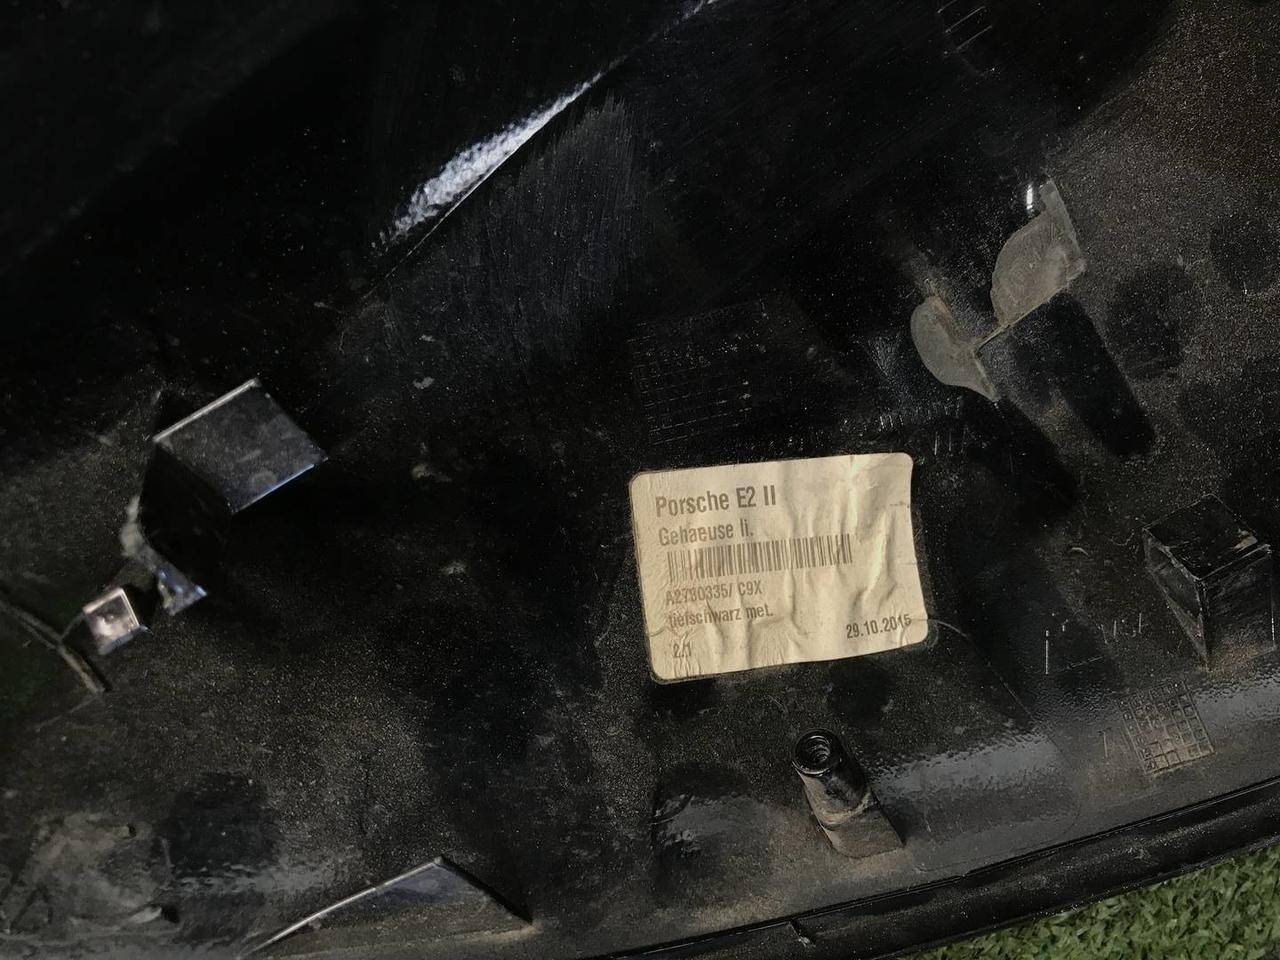 Porsche E2 II
Gehaeuse li.
A2730335/ C9X
tiefschwarz met.
2.1
29.10.2015